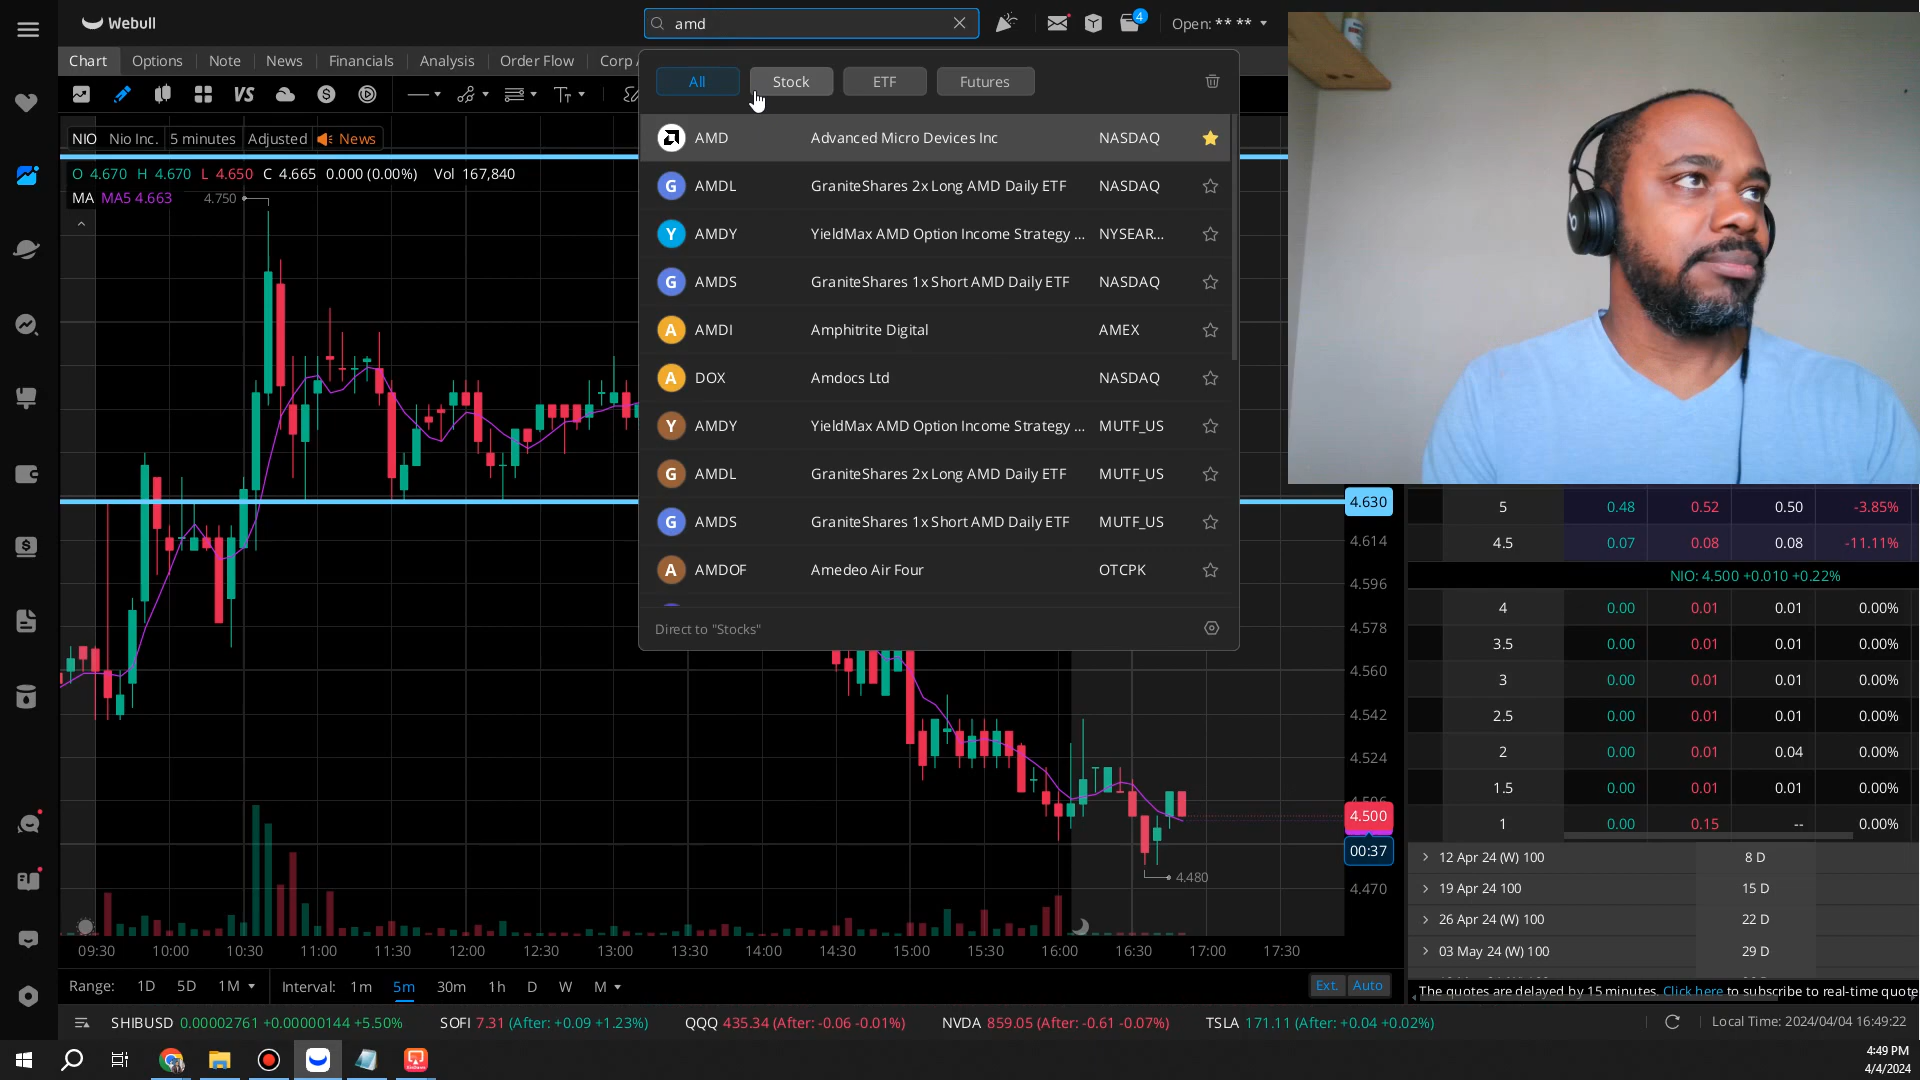 Webull
amd
4
Open: ** **
Chart Options Note News Financials Analysis Order Flow Corp A
All Stock ETF Futures
VS
AMD Advanced Micro Devices Inc NASDAQ
G AMDL GraniteShares 2x Long AMD Daily ETF NASDAQ
Y AMDY YieldMax AMD Option Income Strategy ... NYSEAR...
G AMDS GraniteShares 1x Short AMD Daily ETF NASDAQ
A AMDI Amphitrite Digital AMEX
A DOX Amdocs Ltd NASDAQ
Y AMDY YieldMax AMD Option Income Strategy ... MUTF_US
G AMDL GraniteShares 2x Long AMD Daily ETF MUTF_US
G AMDS GraniteShares 1x Short AMD Daily ETF MUTF_US
A AMDOF Amedeo Air Four OTCPK
Direct to "Stocks"
NIO Nio Inc. 5 minutes Adjusted News
O 4.670 H 4.670 L 4.650 C 4.665 0.000 (0.00%) Vol 167,840
MA MA5 4.663
4.750
4.630
4.614
4.596
4.578
4.560
4.542
4.524
4.500
00:37
4.480
4.470
09:30 10:00 10:30 11:00 11:30 12:00 12:30 13:00 13:30 14:00 14:30 15:00 15:30 16:00 16:30 17:00 17:30
Range: 1D 5D 1M Interval: 1m 5m 30m 1h D W M
Ext. Auto
5 0.48 0.52 0.50 -3.85%
4.5 0.07 0.08 0.08 -11.11%
NIO: 4.500 +0.010 +0.22%
4 0.00 0.01 0.01 0.00%
3.5 0.00 0.01 0.01 0.00%
3 0.00 0.01 0.01 0.00%
2.5 0.00 0.01 0.01 0.00%
2 0.00 0.01 0.04 0.00%
1.5 0.00 0.01 0.01 0.00%
1 0.00 0.15 -- 0.00%
12 Apr 24 (W) 100 8 D
19 Apr 24 100 15 D
26 Apr 24 (W) 100 22 D
03 May 24 (W) 100 29 D
The quotes are delayed by 15 minutes. Click here to subscribe to real-time quote
SHIBUSD 0.00002761 +0.00000144 +5.50% SOFI 7.31 (After: +0.09 +1.23%) QQQ 435.34 (After: -0.06 -0.01%) NVDA 859.05 (After: -0.61 -0.07%) TSLA 171.11 (After: +0.04 +0.02%)
Local Time: 2024/04/04 16:49:22
4:49 PM
4/4/2024